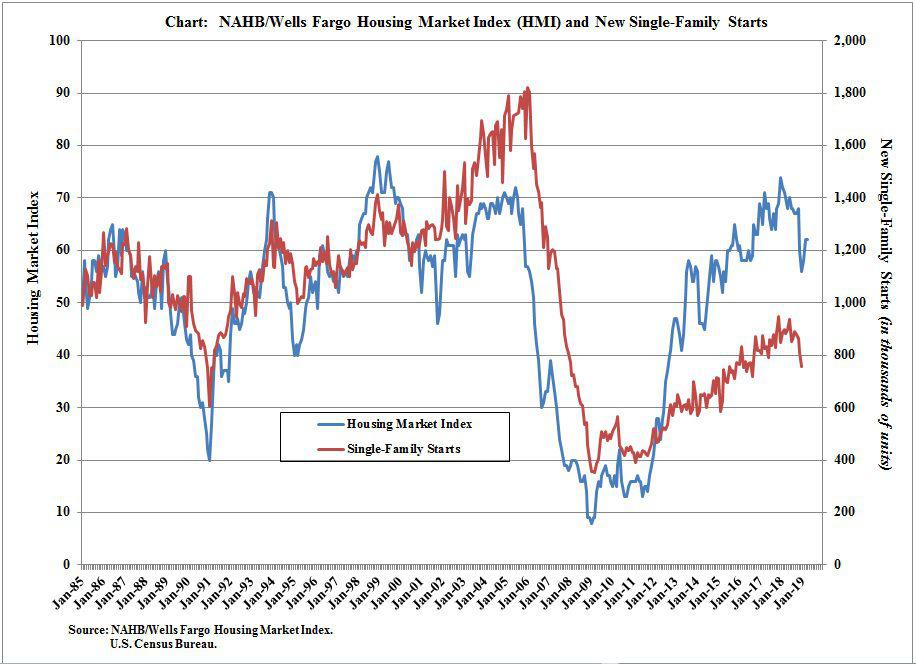 Chart: NAHB/Wells Fargo Housing Market Index (HMI) and New Single-Family Starts
100
90
80
70
60
50
40
30
20
10
0
Housing Market Index
2,000
1,800
1,600
1,400
1,200
1,000
800
600
400
200
0
New Single-Family Starts (in thousands of units)
Housing Market Index
Single-Family Starts
Jan-85
Jan-86
Jan-87
Jan-88
Jan-89
Jan-90
Jan-91
Jan-92
Jan-93
Jan-94
Jan-95
Jan-96
Jan-97
Jan-98
Jan-99
Jan-00
Jan-01
Jan-02
Jan-03
Jan-04
Jan-05
Jan-06
Jan-07
Jan-08
Jan-09
Jan-10
Jan-11
Jan-12
Jan-13
Jan-14
Jan-15
Jan-16
Jan-17
Jan-18
Jan-19
Source: NAHB/Wells Fargo Housing Market Index.
U.S. Census Bureau.